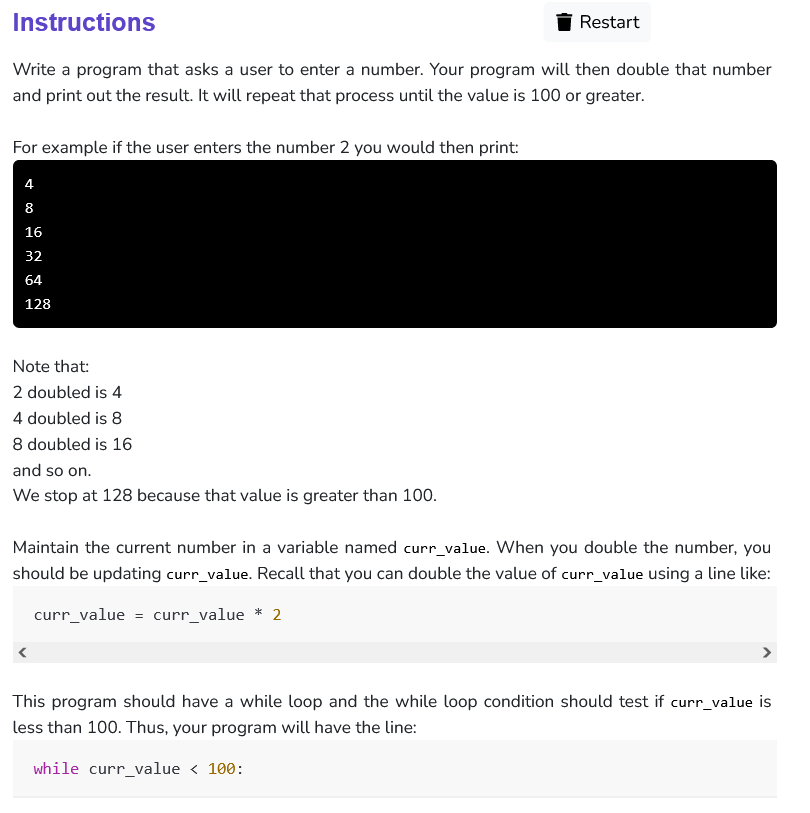 Instructions
Restart
Write a program that asks a user to enter a number. Your program will then double that number
and print out the result. It will repeat that process until the value is 100 or greater.
For example if the user enters the number 2 you would then print:
4
8
16
32
64
128
Note that:
2 doubled is 4
4 doubled is 8
8 doubled is 16
and so on.
We stop at 128 because that value is greater than 100.
Maintain the current number in a variable named curr_value. When you double the number, you
should be updating curr_value. Recall that you can double the value of curr_value using a line like:
curr_value = curr_value * 2
This program should have a while loop and the while loop condition should test if curr_value is
less than 100. Thus, your program will have the line:
while curr_value < 100: